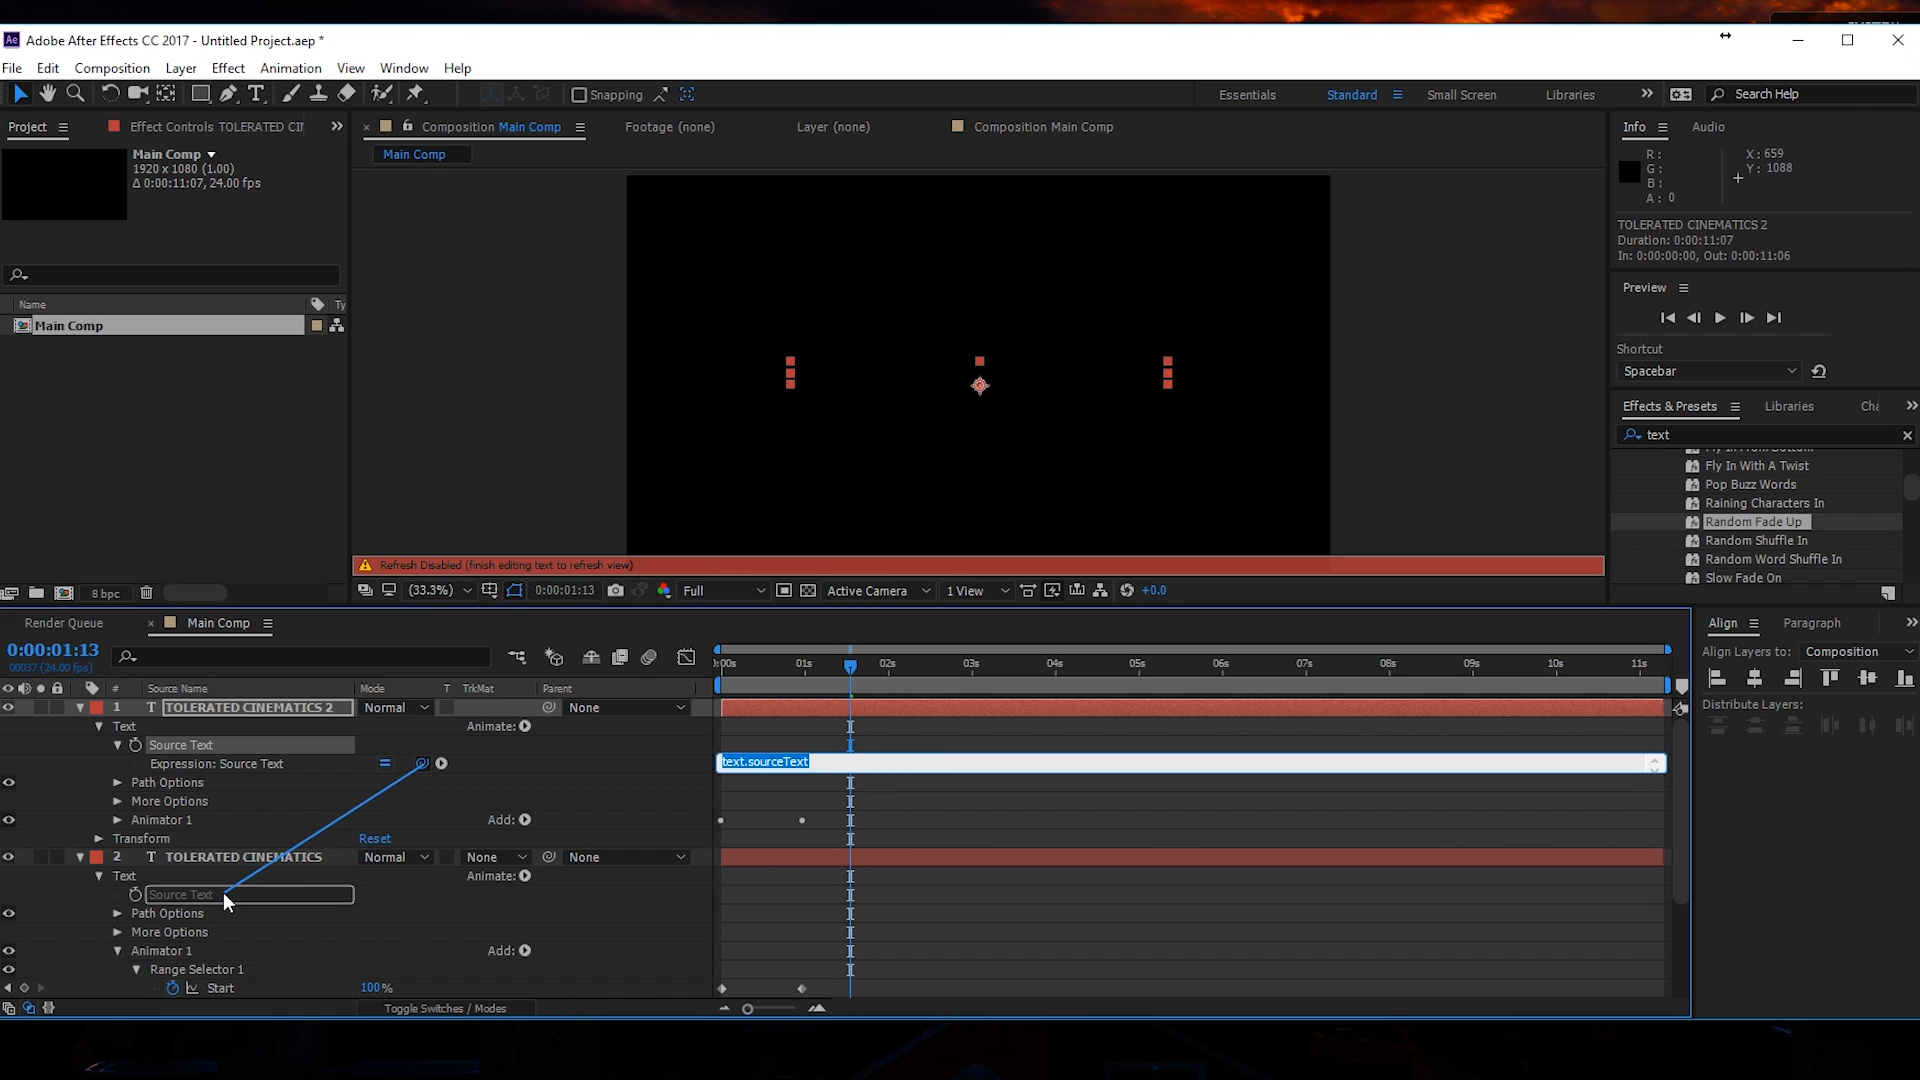 Adobe After Effects CC 2017 - Untitled Project.aep *
File Edit Composition Layer Effect Animation View Window Help
Snapping
Essentials Standard Small Screen Libraries Search Help
Project Effect Controls TOLERATED CII
Composition Main Comp Footage (none) Layer (none) Composition Main Comp
Info Audio
Main Comp
1920 x 1080 (1.00)
Δ 0:00:11:07, 24.00 fps
Main Comp
R :
G :
B :
A : 0
X : 659
Y : 1088
TOLERATED CINEMATICS 2
Duration: 0:00:11:07
In: 0:00:00:00, Out: 0:00:11:06
Preview
Shortcut
Spacebar
Name Ty
Main Comp
Effects & Presets Libraries Cha
text
Fly In From Bottom
Fly In With A Twist
Pop Buzz Words
Raining Characters In
Random Fade Up
Random Shuffle In
Random Word Shuffle In
Slow Fade On
Refresh Disabled (finish editing text to refresh view)
8 bpc
(33.3%) 0:00:01:13 Full Active Camera 1 View +0.0
Render Queue Main Comp
0:00:01:13
00037 (24.00 fps)
):00s 01s 02s 03s 04s 05s 06s 07s 08s 09s 10s 11s
# Source Name Mode T TrkMat Parent
1 T TOLERATED CINEMATICS 2 Normal None
Text Animate:
Source Text
Expression: Source Text
text.sourceText
Path Options
More Options
Animator 1 Add:
Transform Reset
2 T TOLERATED CINEMATICS Normal None None
Text Animate:
Source Text
Path Options
More Options
Animator 1 Add:
Range Selector 1
Start 100%
Toggle Switches / Modes
Align Paragraph
Align Layers to: Composition
Distribute Layers: